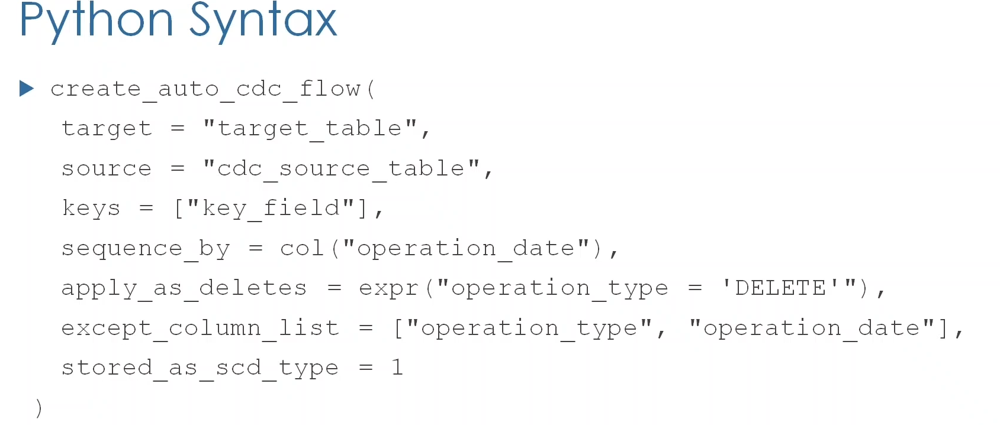 Python Syntax
create_auto_cdc_flow(
target = "target_table",
source = "cdc_source_table",
keys = ["key_field"],
sequence_by = col("operation_date"),
apply_as_deletes = expr("operation_type = 'DELETE'"),
except_column_list = ["operation_type", "operation_date"],
stored_as_scd_type = 1
)